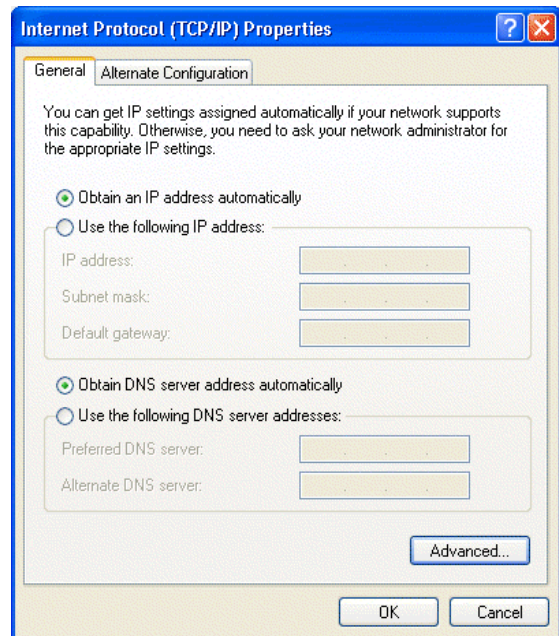 Internet Protocol (TCP/IP) Properties
General
Alternate Configuration
You can get IP settings assigned automatically if your network supports
this capability. Otherwise, you need to ask your network administrator for
the appropriate IP settings.
Obtain an IP address automatically
Use the following IP address:
IP address:
Subnet mask:
Default gateway:
Obtain DNS server address automatically
Use the following DNS server addresses:
Preferred DNS server:
Alternate DNS server:
Advanced...
OK
Cancel